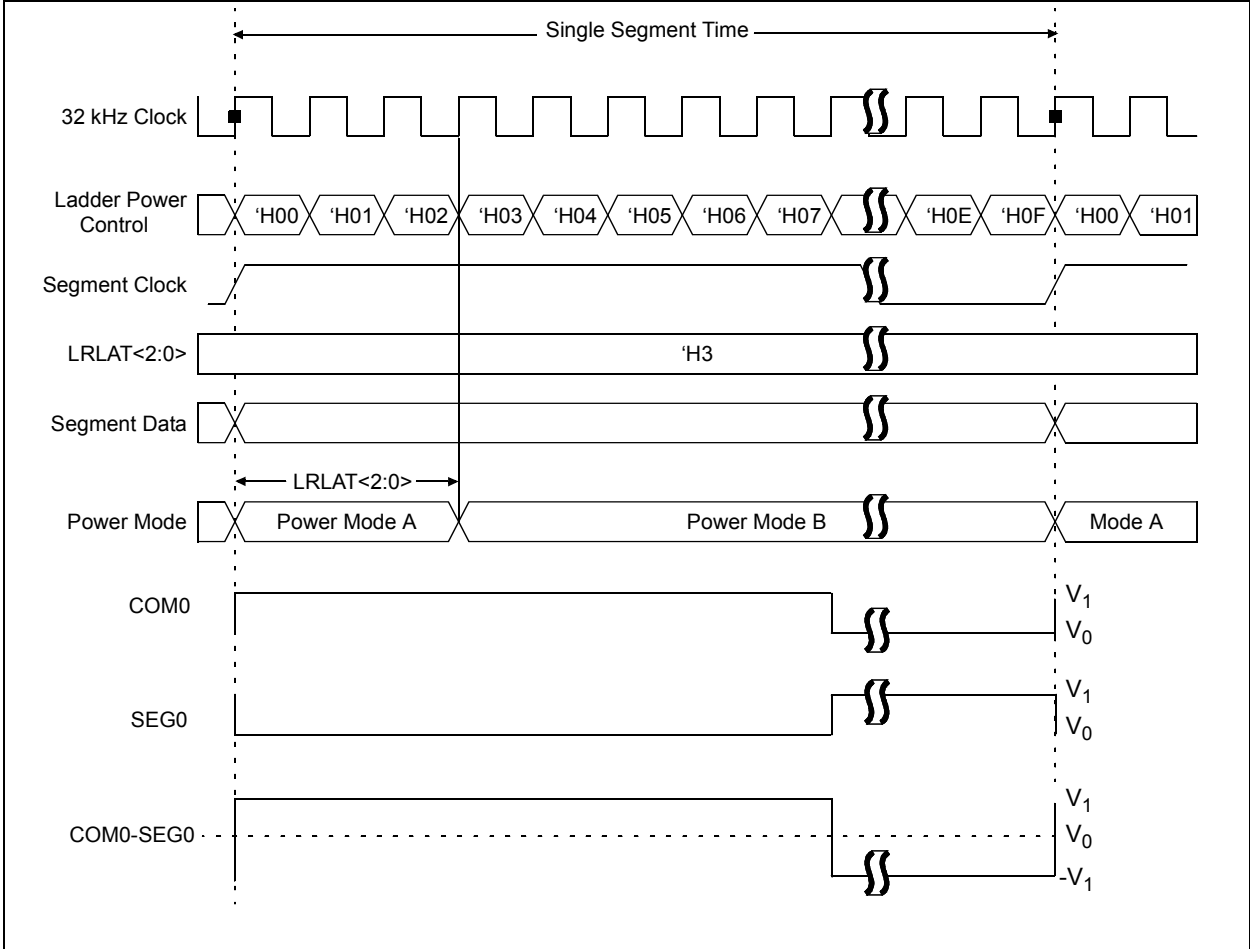 Single Segment Time
32 kHz Clock
Ladder Power
Control
‘H00 ‘H01 ‘H02 ‘H03 ‘H04 ‘H05 ‘H06 ‘H07 ‘H0E ‘H0F ‘H00 ‘H01
Segment Clock
LRLAT<2:0> ‘H3
Segment Data
LRLAT<2:0>
Power Mode Power Mode A Power Mode B Mode A
COM0 V1
V0
SEG0 V1
V0
V1
COM0-SEG0 V0
-V1